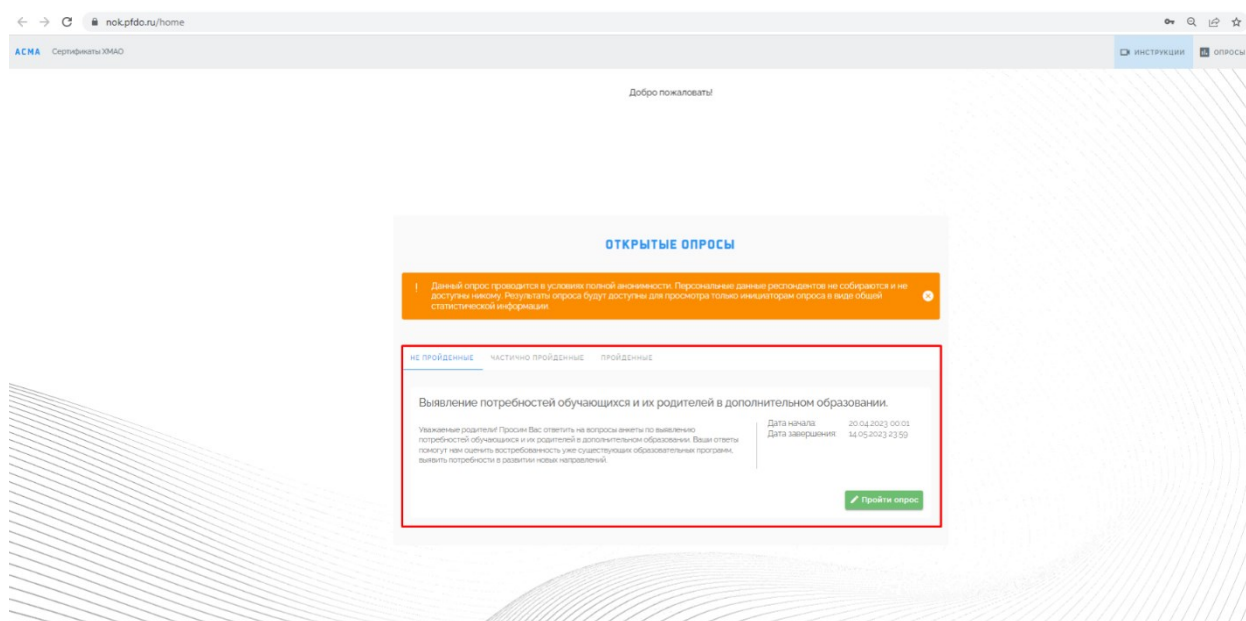 nok.pfdo.ru/home
АСМА Сертификаты ХМАО ИНСТРУКЦИИ ОПРОСЫ
Добро пожаловать!
ОТКРЫТЫЕ ОПРОСЫ
! Данный опрос проводится в условиях полной анонимности. Персональные данные респондентов не собираются и не
доступны никому. Результаты опроса будут доступны для просмотра только инициаторам опроса в виде общей
статистической информации.
НЕ ПРОЙДЕННЫЕ ЧАСТИЧНО ПРОЙДЕННЫЕ ПРОЙДЕННЫЕ
Выявление потребностей обучающихся и их родителей в дополнительном образовании.
Уважаемые родители! Просим Вас ответить на вопросы анкеты по выявлению
потребностей обучающихся и их родителей в дополнительном образовании. Ваши ответы
помогут нам оценить востребованность уже существующих образовательных программ,
выявить потребности в развитии новых направлений.
Дата начала: 20.04.2023 00:01
Дата завершения: 14.05.2023 23:59
Пройти опрос